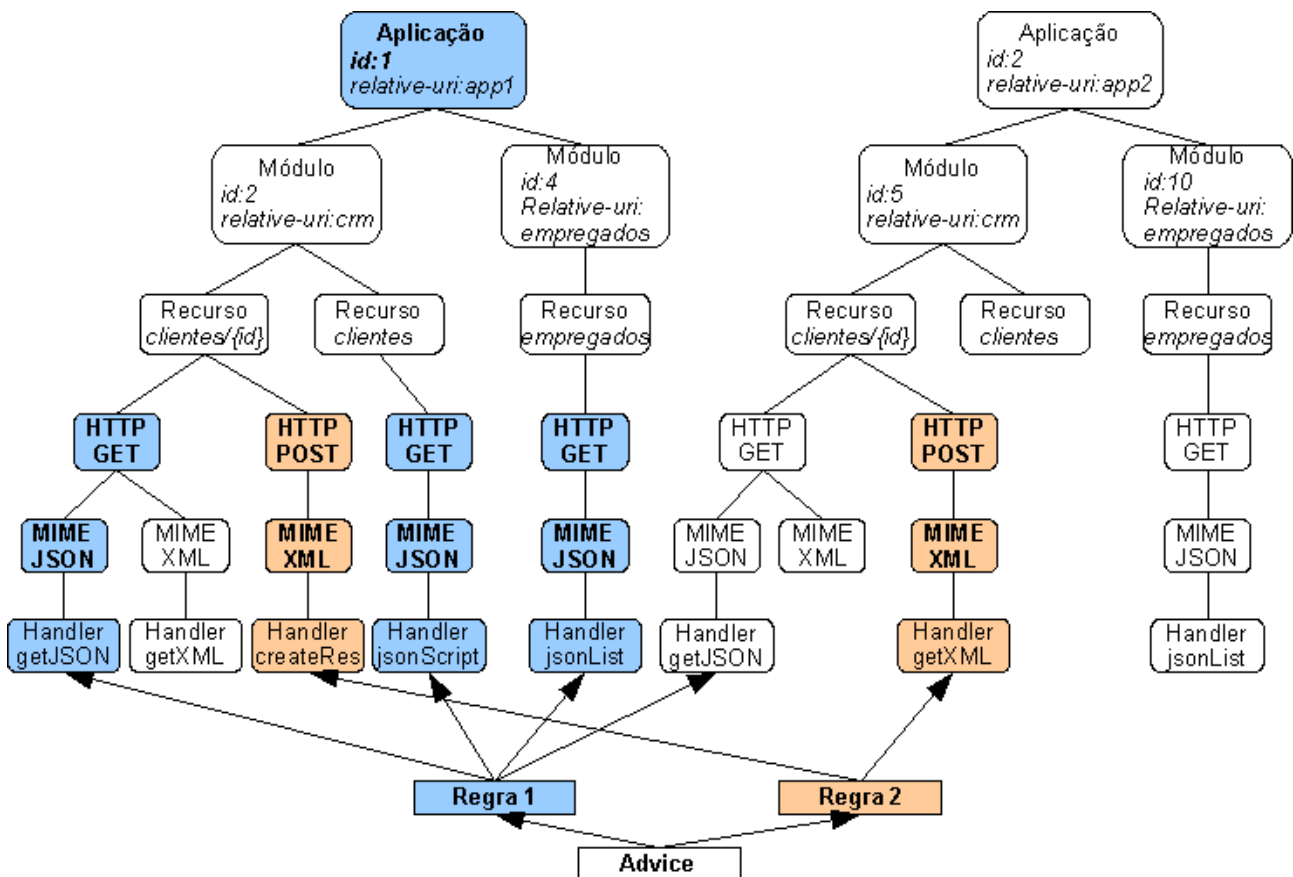 Aplicação
id:1
relative-uri:app1
Aplicação
id:2
relative-uri:app2
Módulo
id:2
relative-uri:crm
Módulo
id:4
Relative-uri:
empregados
Módulo
id:5
relative-uri:crm
Módulo
id:10
Relative-uri:
empregados
Recurso
clientes/{id}
Recurso
clientes
Recurso
empregados
Recurso
clientes/{id}
Recurso
clientes
Recurso
empregados
HTTP
GET
HTTP
POST
HTTP
GET
HTTP
GET
HTTP
GET
HTTP
POST
HTTP
GET
MIME
JSON
MIME
XML
MIME
XML
MIME
JSON
MIME
JSON
MIME
JSON
MIME
XML
MIME
XML
MIME
JSON
Handler
getJSON
Handler
getXML
Handler
createRes
Handler
jsonScript
Handler
jsonList
Handler
getJSON
Handler
getXML
Handler
jsonList
Regra 1
Regra 2
Advice